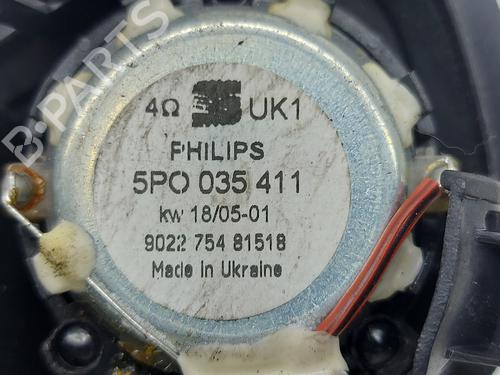 4Ω UK1
PHILIPS
5PO 035 411
kw 18/05-01
9022 754 81518
Made in Ukraine
B-PARTS